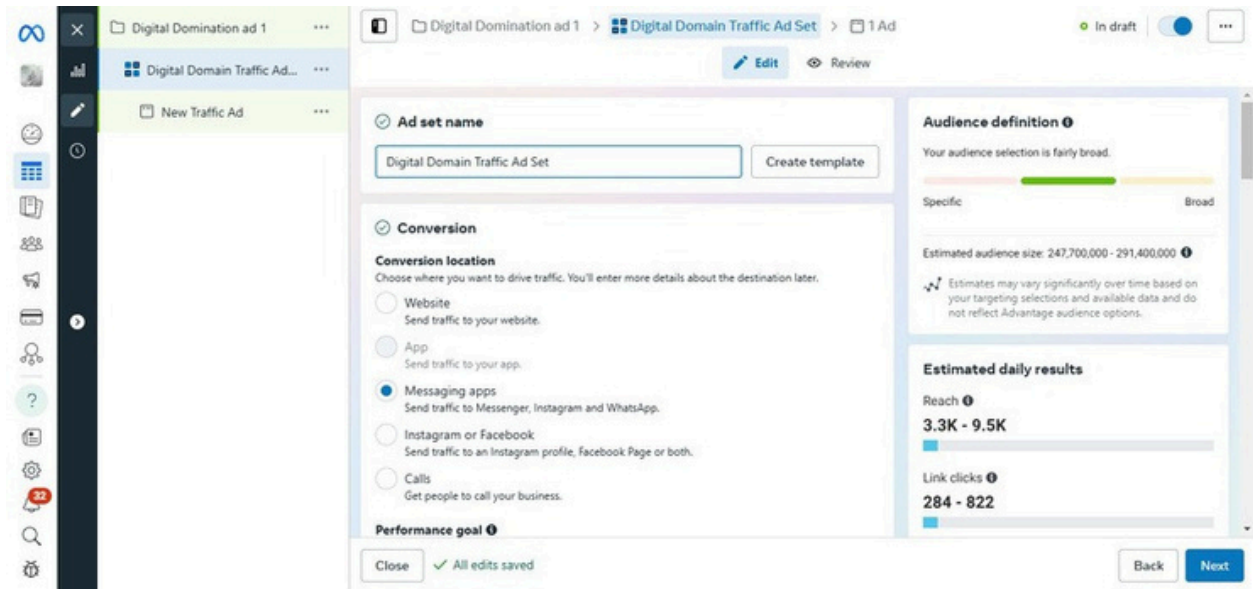 Digital Domination ad 1
Digital Domain Traffic Ad...
New Traffic Ad
32
Digital Domination ad 1 > Digital Domain Traffic Ad Set > 1 Ad
In draft
Edit
Review
Ad set name
Digital Domain Traffic Ad Set
Create template
Conversion
Conversion location
Choose where you want to drive traffic. You'll enter more details about the destination later.
Website
Send traffic to your website.
App
Send traffic to your app.
Messaging apps
Send traffic to Messenger, Instagram and WhatsApp.
Instagram or Facebook
Send traffic to an Instagram profile, Facebook Page or both.
Calls
Get people to call your business.
Performance goal
Audience definition
Your audience selection is fairly broad.
Specific
Broad
Estimated audience size: 247,700,000 - 291,400,000
Estimates may vary significantly over time based on
your targeting selections and available data and do
not reflect Advantage audience options.
Estimated daily results
Reach
3.3K - 9.5K
Link clicks
284 - 822
Close
All edits saved
Back
Next